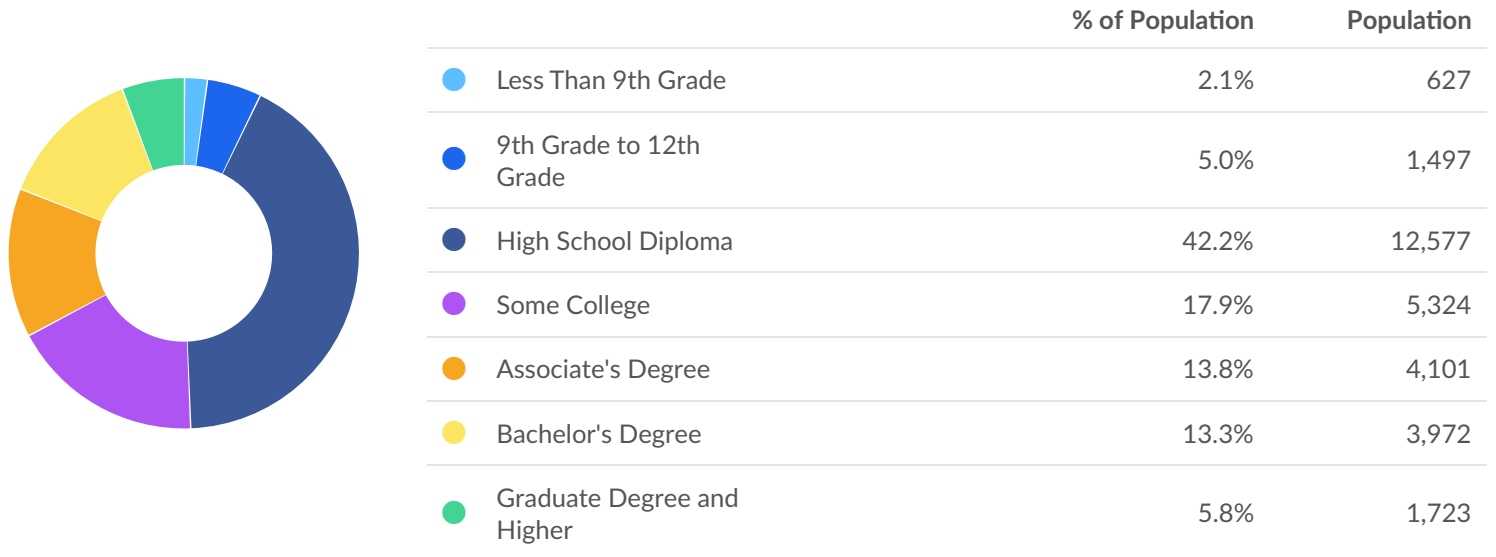 % of Population Population
Less Than 9th Grade 2.1% 627
9th Grade to 12th
Grade 5.0% 1,497
High School Diploma 42.2% 12,577
Some College 17.9% 5,324
Associate's Degree 13.8% 4,101
Bachelor's Degree 13.3% 3,972
Graduate Degree and
Higher 5.8% 1,723